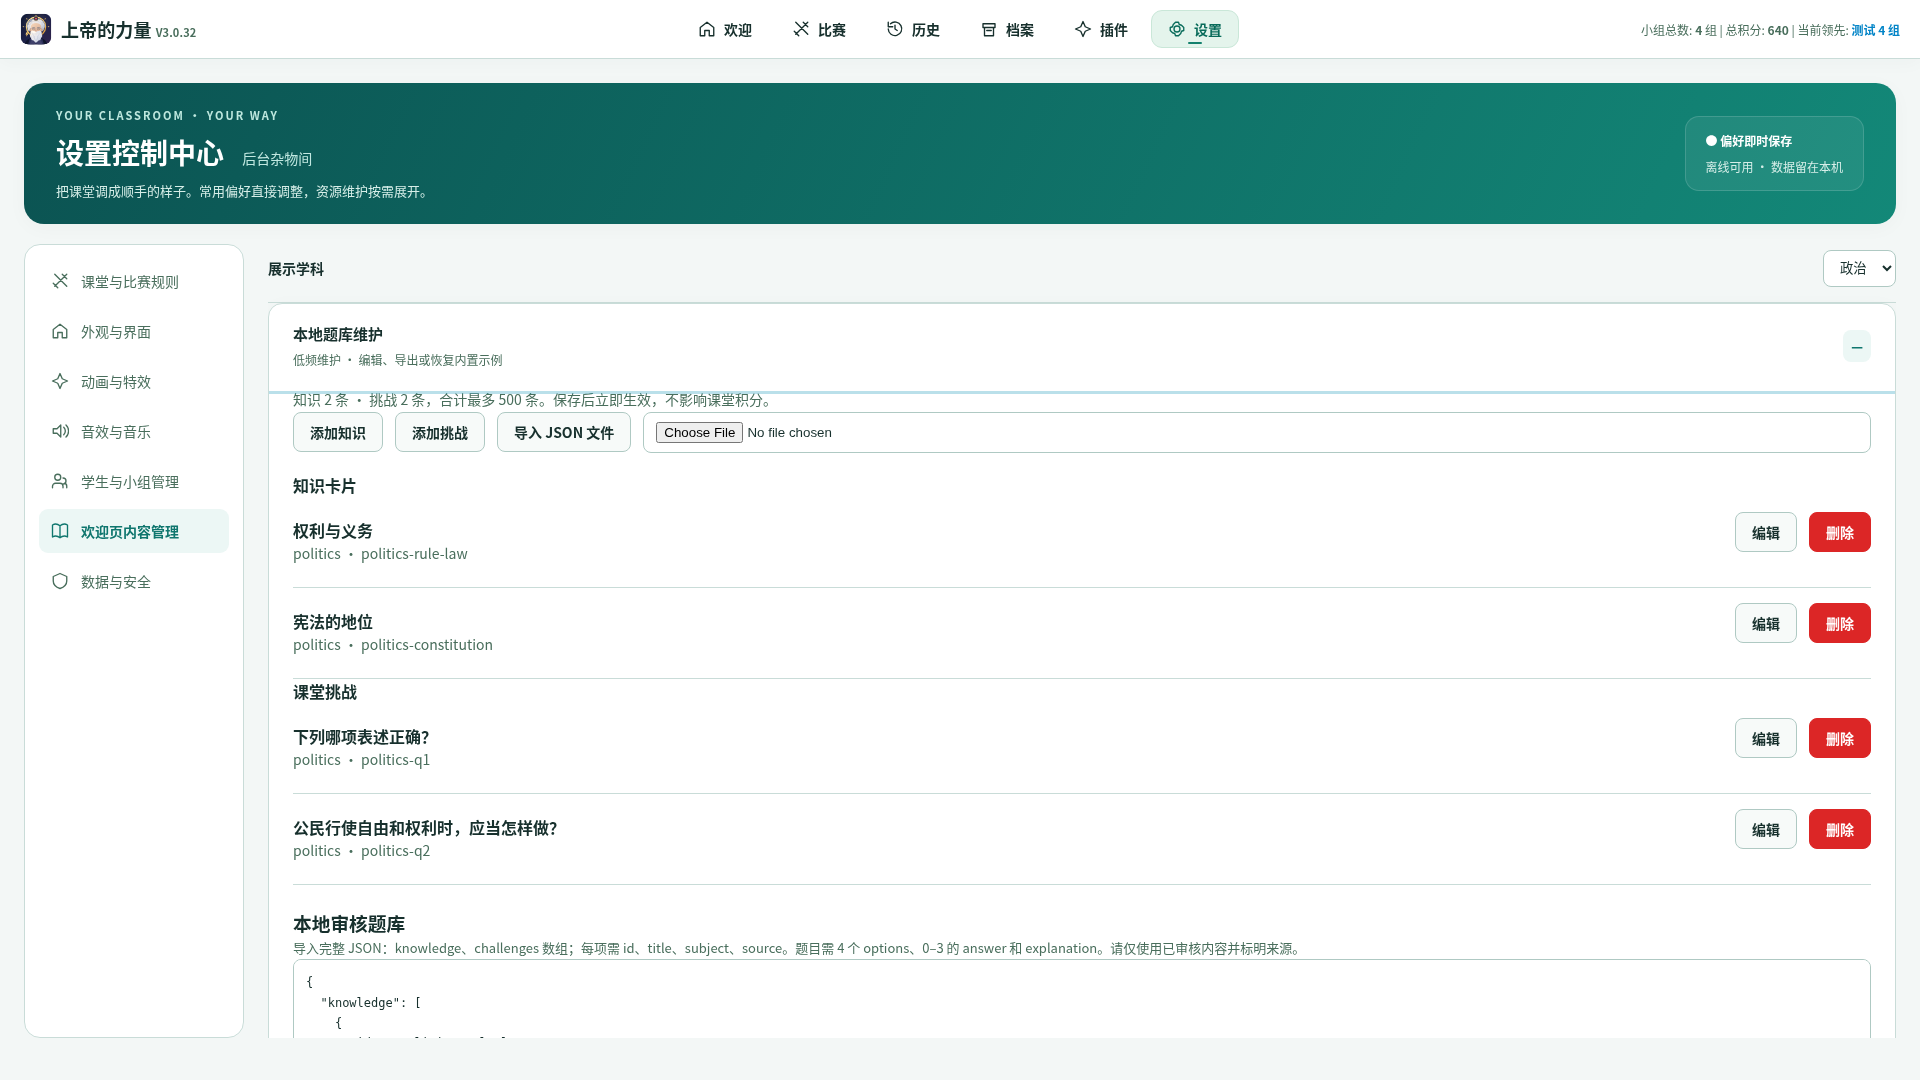 上帝的力量 V3.0.32
欢迎
比赛
历史
档案
插件
设置
小组总数: 4 组 | 总积分: 640 | 当前领先: 测试 4 组
YOUR CLASSROOM · YOUR WAY
设置控制中心 后台杂物间
把课堂调成顺手的样子。常用偏好直接调整，资源维护按需展开。
偏好即时保存
离线可用 · 数据留在本机
课堂与比赛规则
外观与界面
动画与特效
音效与音乐
学生与小组管理
欢迎页内容管理
数据与安全
展示学科
政治
本地题库维护
低频维护 · 编辑、导出或恢复内置示例
知识 2 条 · 挑战 2 条，合计最多 500 条。保存后立即生效，不影响课堂积分。
添加知识
添加挑战
导入 JSON 文件
Choose File No file chosen
知识卡片
权利与义务
politics · politics-rule-law
编辑
删除
宪法的地位
politics · politics-constitution
编辑
删除
课堂挑战
下列哪项表述正确？
politics · politics-q1
编辑
删除
公民行使自由和权利时，应当怎样做？
politics · politics-q2
编辑
删除
本地审核题库
导入完整 JSON：knowledge、challenges 数组；每项需 id、title、subject、source。题目需 4 个 options、0–3 的 answer 和 explanation。请仅使用已审核内容并标明来源。
{
"knowledge": [
{